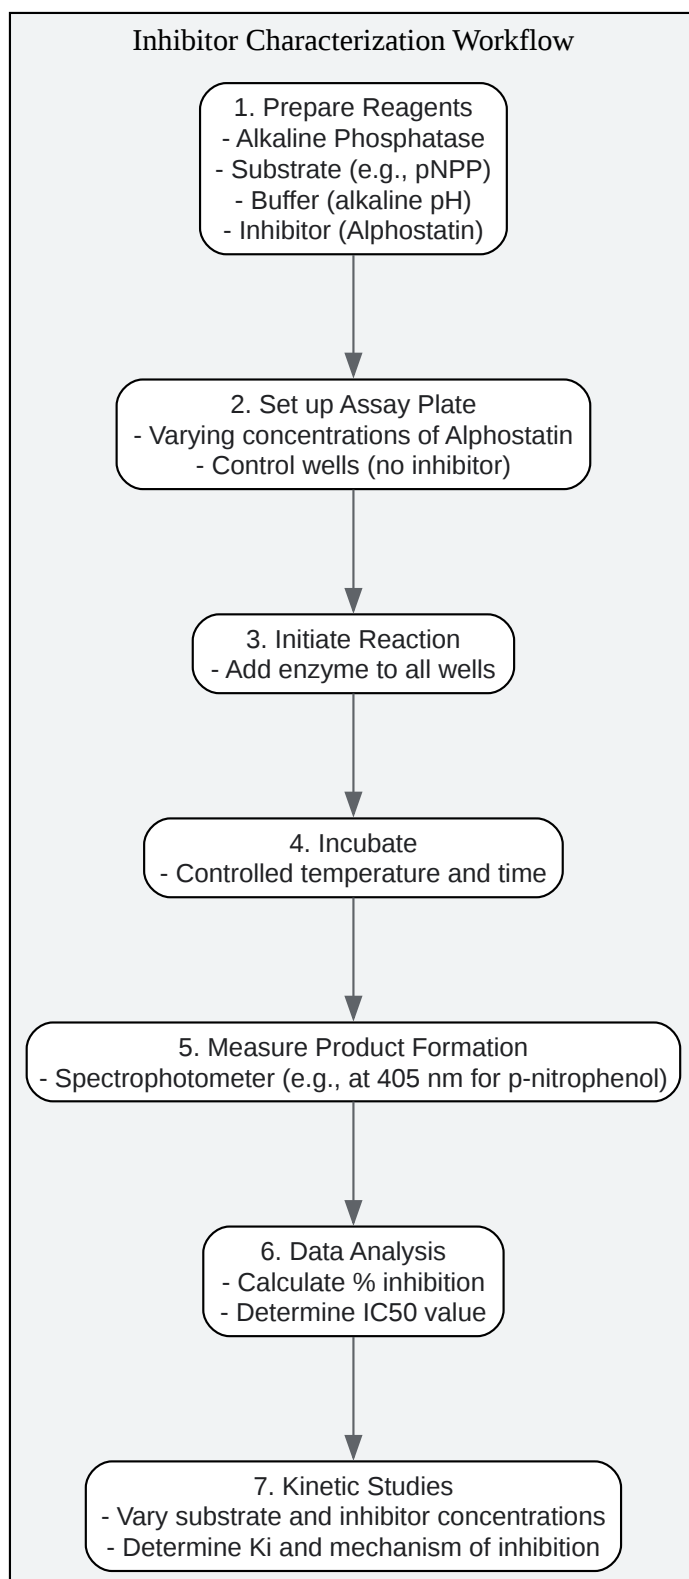 Inhibitor Characterization Workflow
1. Prepare Reagents
- Alkaline Phosphatase
- Substrate (e.g., pNPP)
- Buffer (alkaline pH)
- Inhibitor (Alphostatin)
2. Set up Assay Plate
- Varying concentrations of Alphostatin
- Control wells (no inhibitor)
3. Initiate Reaction
- Add enzyme to all wells
4. Incubate
- Controlled temperature and time
5. Measure Product Formation
- Spectrophotometer (e.g., at 405 nm for p-nitrophenol)
6. Data Analysis
- Calculate % inhibition
- Determine IC50 value
7. Kinetic Studies
- Vary substrate and inhibitor concentrations
- Determine Ki and mechanism of inhibition